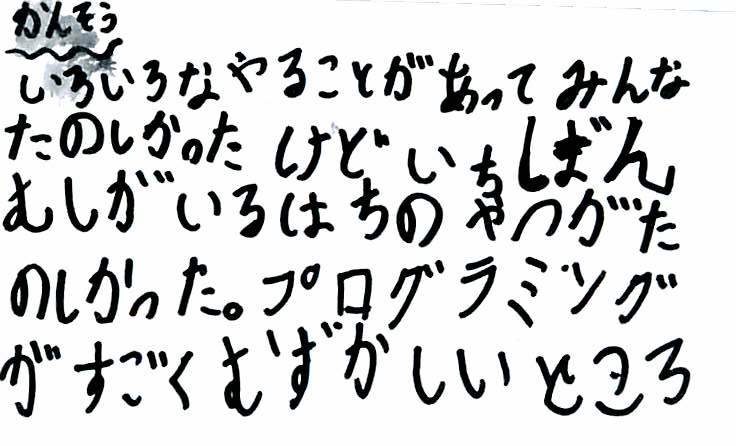 かんそう
いろいろなやることがあってみんな
たのしかったけどいちばん
むしがいるはちのやつがた
のしかった。プログラミング
がすごくむずかしいところ